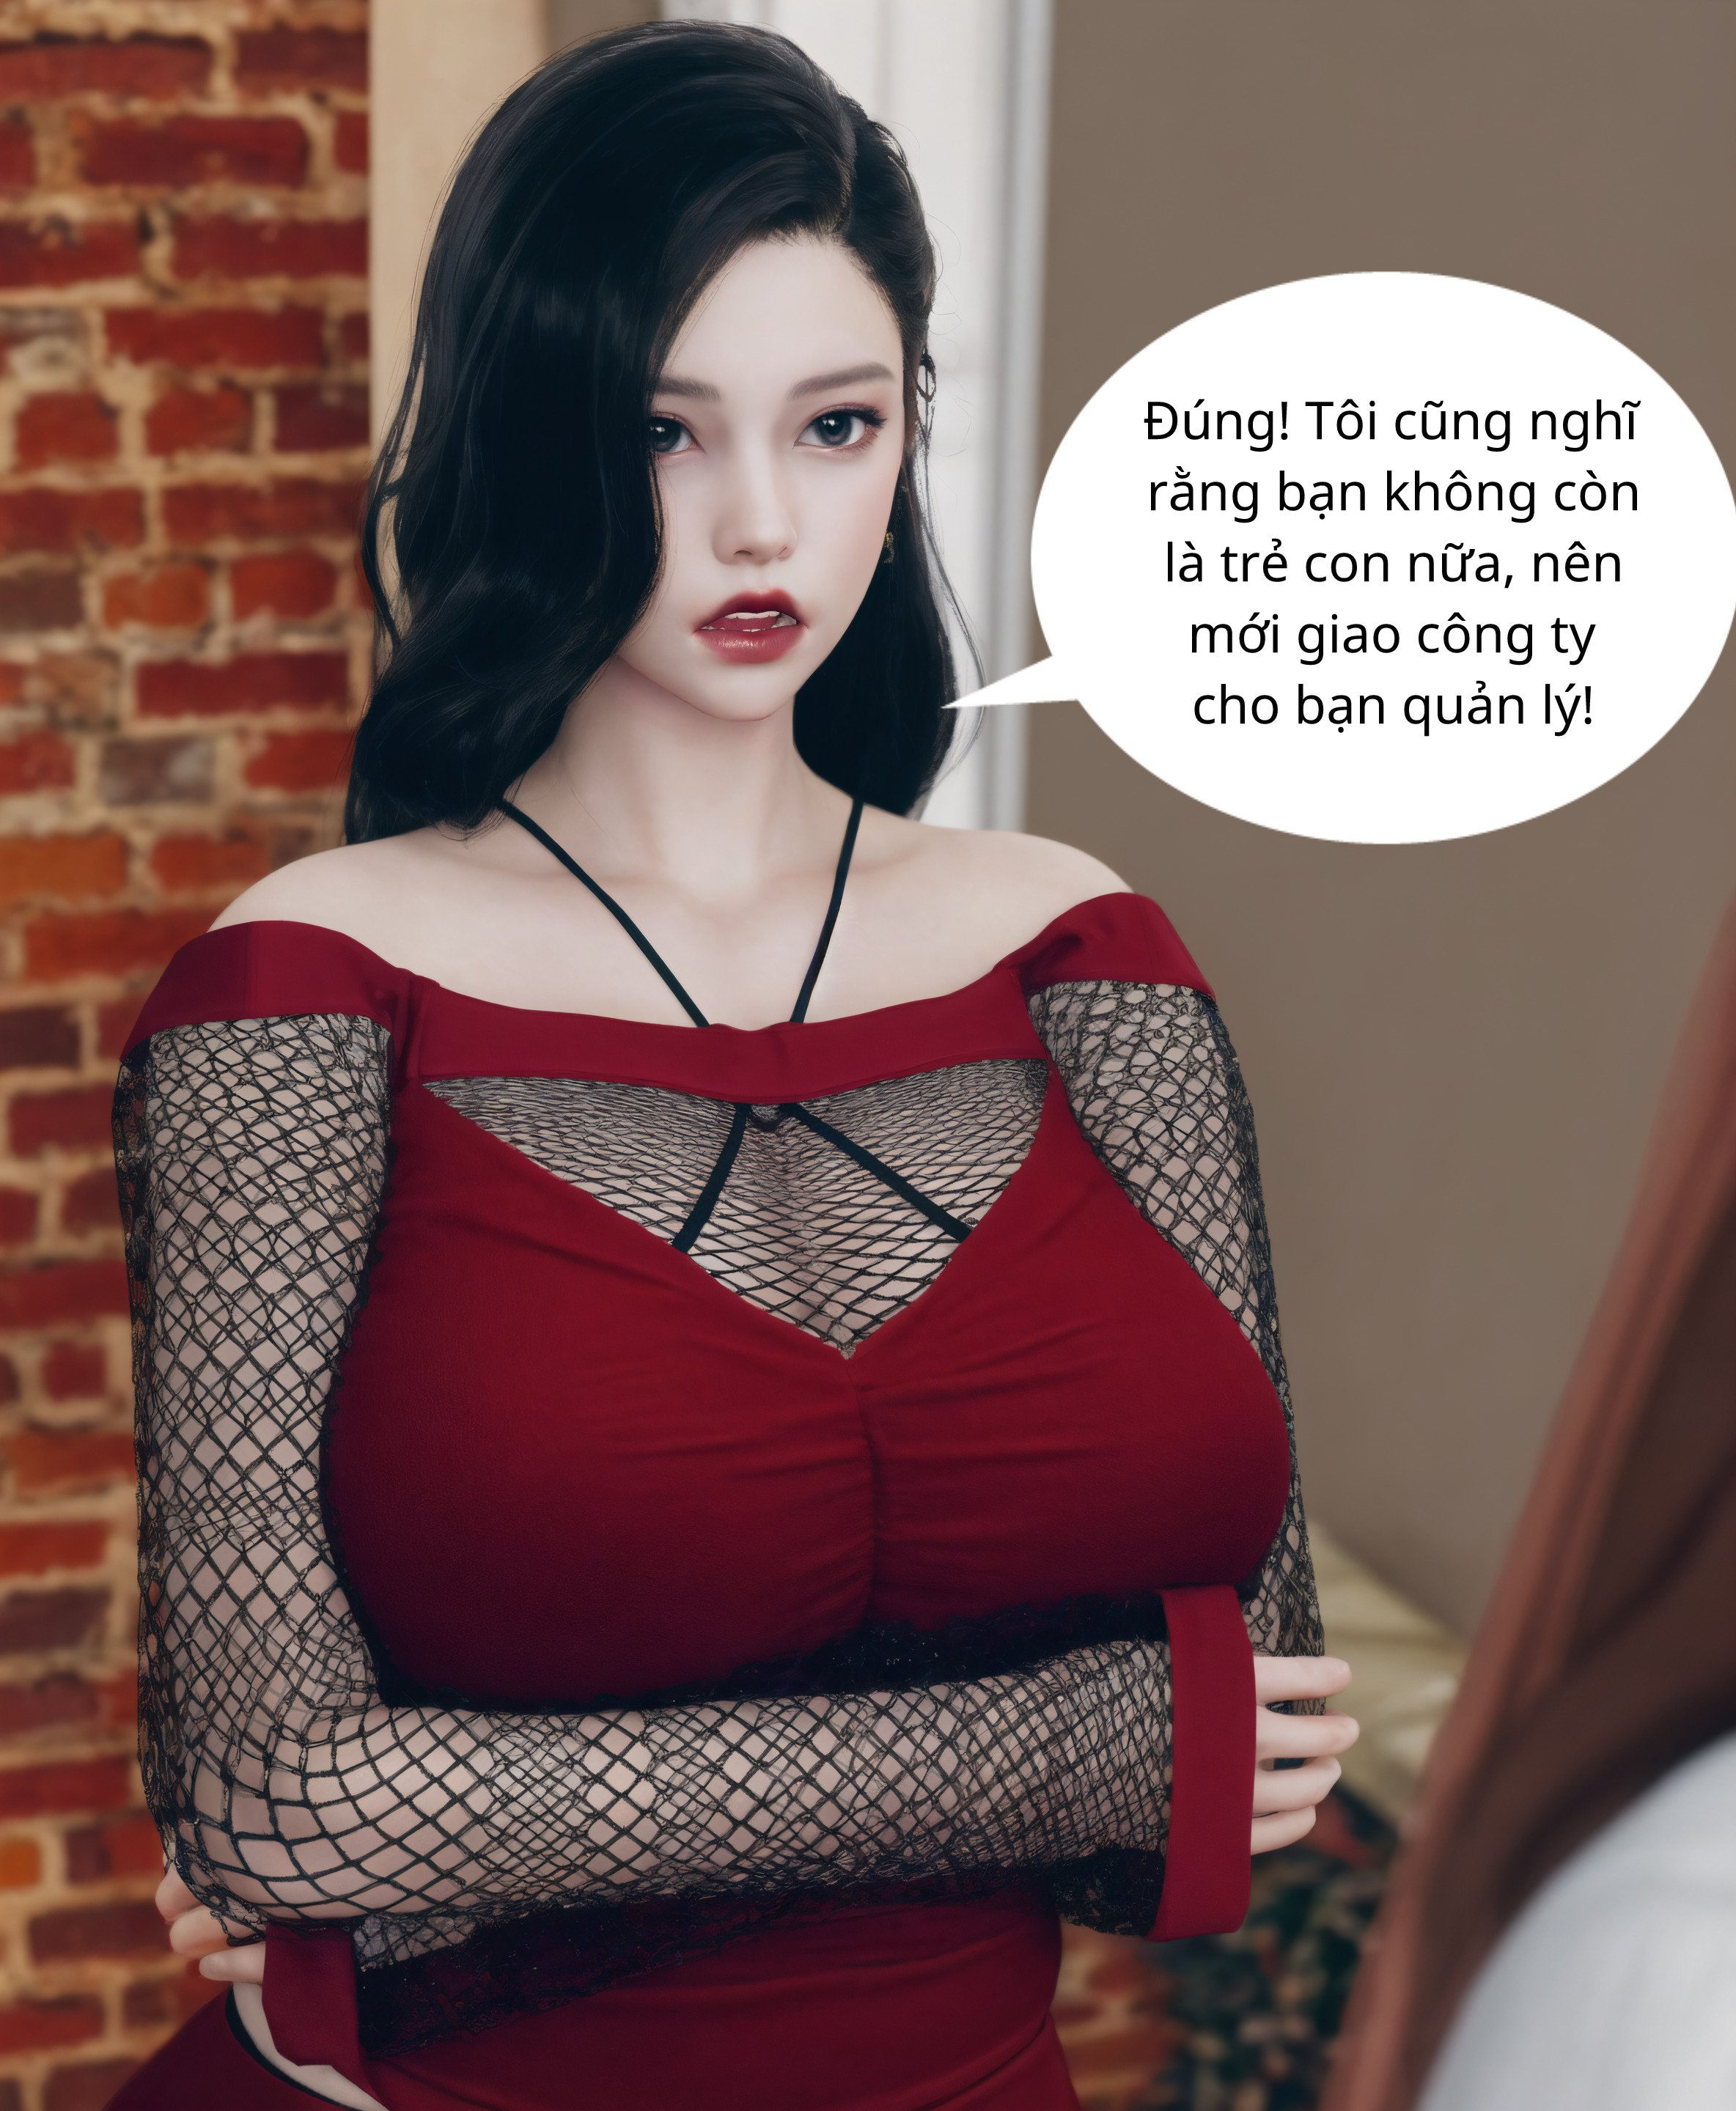 Đúng! Tôi cũng nghĩ
rằng bạn không còn
là trẻ con nữa, nên
mới giao công ty
cho bạn quản lý!